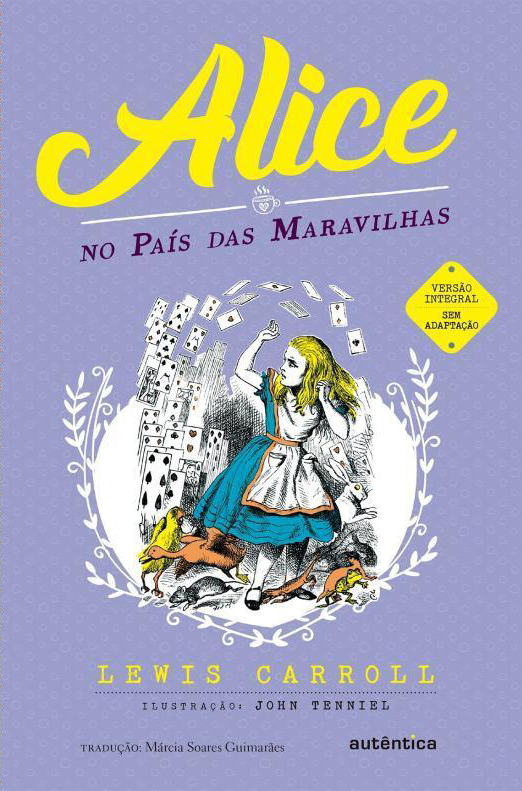 Alice
NO PAÍS DAS MARAVILHAS
VERSÃO
INTEGRAL
SEM
ADAPTAÇÃO
LEWIS CARROLL
ILUSTRAÇÃO: JOHN TENNIEL
TRADUÇÃO: Márcia Soares Guimarães
autêntica